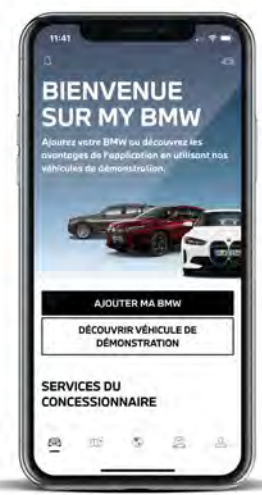 11:41
BIENVENUE
SUR MY BMW
Ajoutez votre BMW ou découvrez les
avantages de l'application en utilisant nos
véhicules de démonstration.
AJOUTER MA BMW
DÉCOUVRIR VÉHICULE DE
DÉMONSTRATION
SERVICES DU
CONCESSIONNAIRE